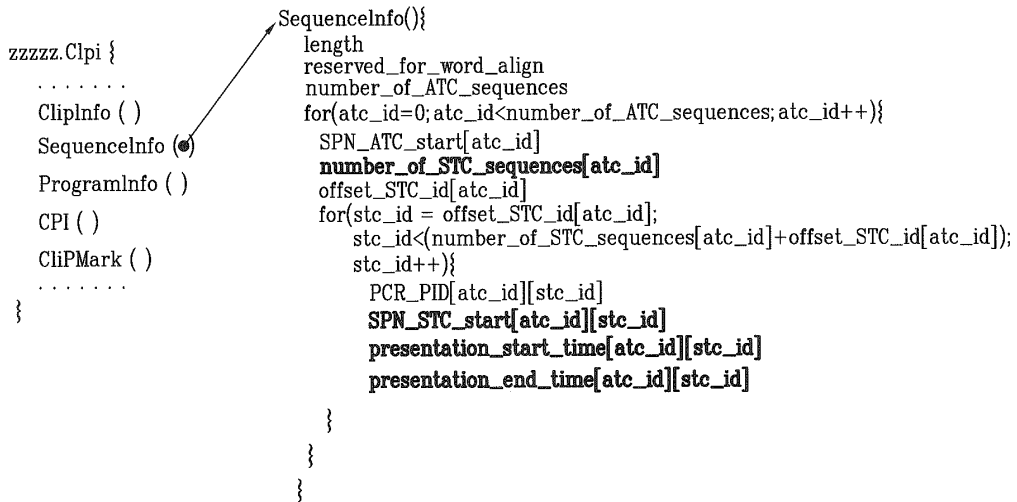 zzzzz.Clpi {
. . . . . . .
ClipInfo ( )
SequenceInfo ( )
ProgramInfo ( )
CPI ( )
CliPMark ( )
. . . . . . .
}
SequenceInfo(){
length
reserved_for_word_align
number_of_ATC_sequences
for(atc_id=0; atc_id<number_of_ATC_sequences; atc_id++){
SPN_ATC_start[atc_id]
number_of_STC_sequences[atc_id]
offset_STC_id[atc_id]
for(stc_id = offset_STC_id[atc_id];
stc_id<(number_of_STC_sequences[atc_id]+offset_STC_id[atc_id]);
stc_id++){
PCR_PID[atc_id][stc_id]
SPN_STC_start[atc_id][stc_id]
presentation_start_time[atc_id][stc_id]
presentation_end_time[atc_id][stc_id]
}
}
}